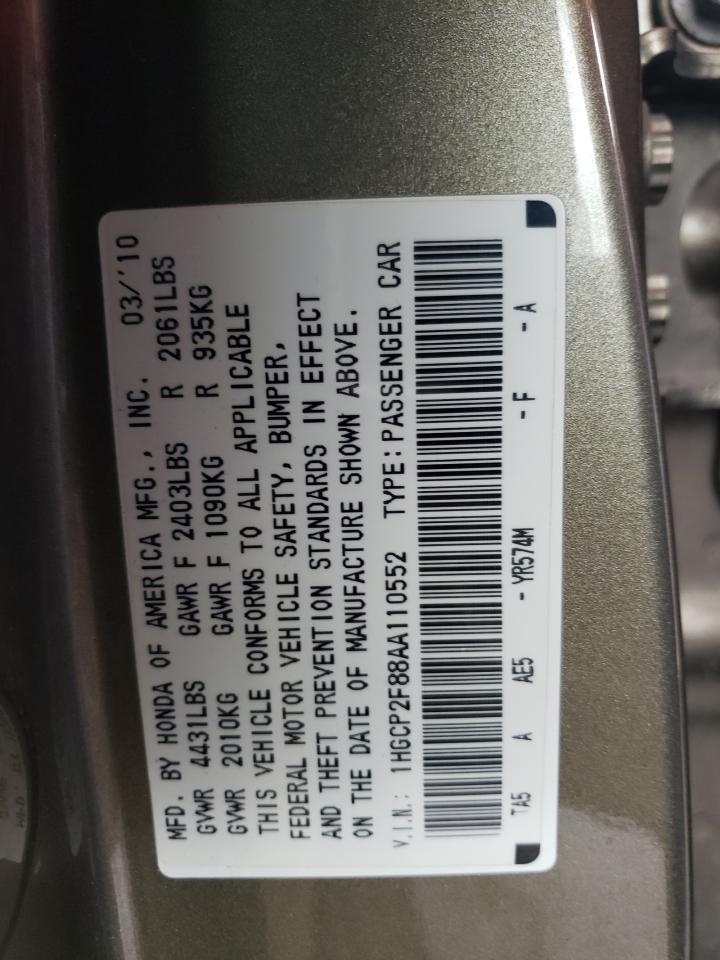 MFD. BY HONDA OF AMERICA MFG., INC. 03/'10
GVWR 4431LBS GAWR F 2403LBS R 2061LBS
GVWR 2010KG GAWR F 1090KG R 935KG
THIS VEHICLE CONFORMS TO ALL APPLICABLE
FEDERAL MOTOR VEHICLE SAFETY, BUMPER,
AND THEFT PREVENTION STANDARDS IN EFFECT
ON THE DATE OF MANUFACTURE SHOWN ABOVE.
V.I.N.: 1HGCP2F88AA110552 TYPE:PASSENGER CAR
TA5 A AE5 - YR574M - F - A